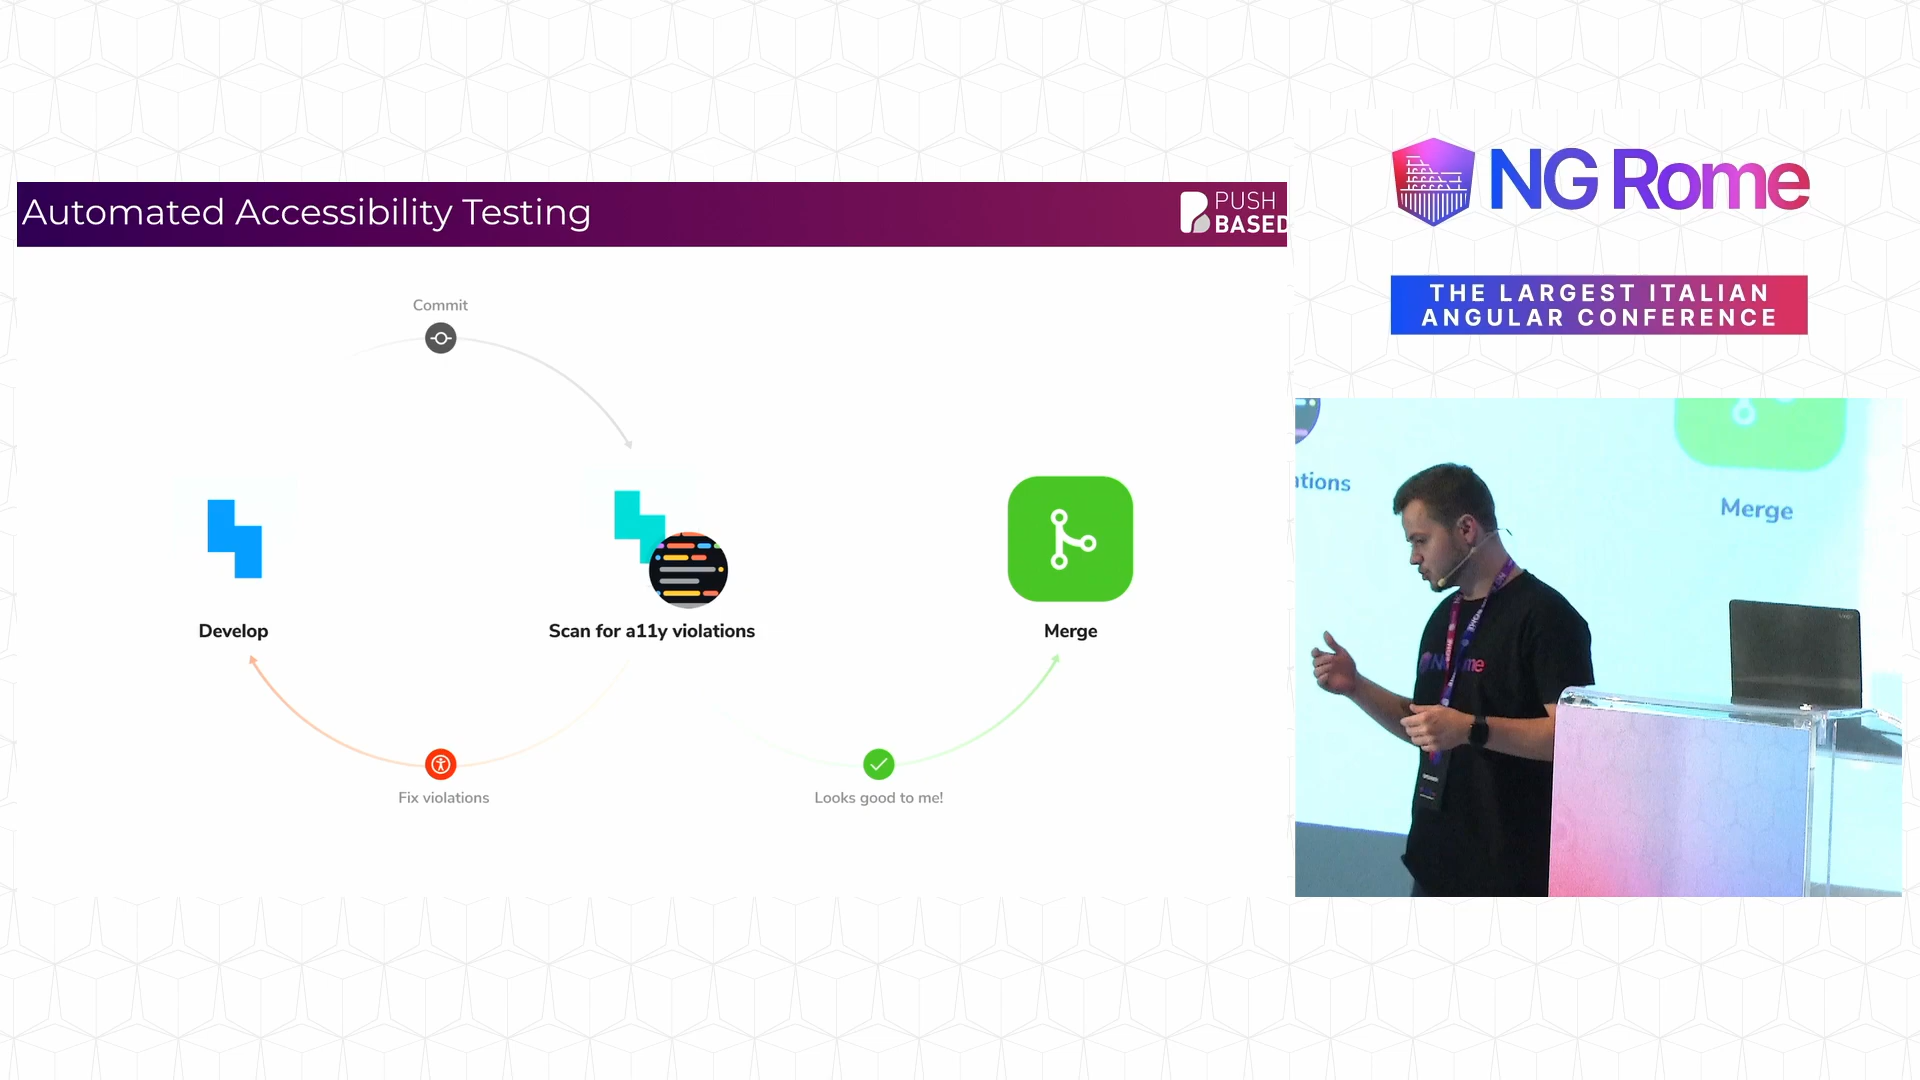 Automated Accessibility Testing
PUSH
BASED
Commit
Develop
Scan for a11y violations
Merge
Fix violations
Looks good to me!
NG Rome
THE LARGEST ITALIAN
ANGULAR CONFERENCE
ations
Merge